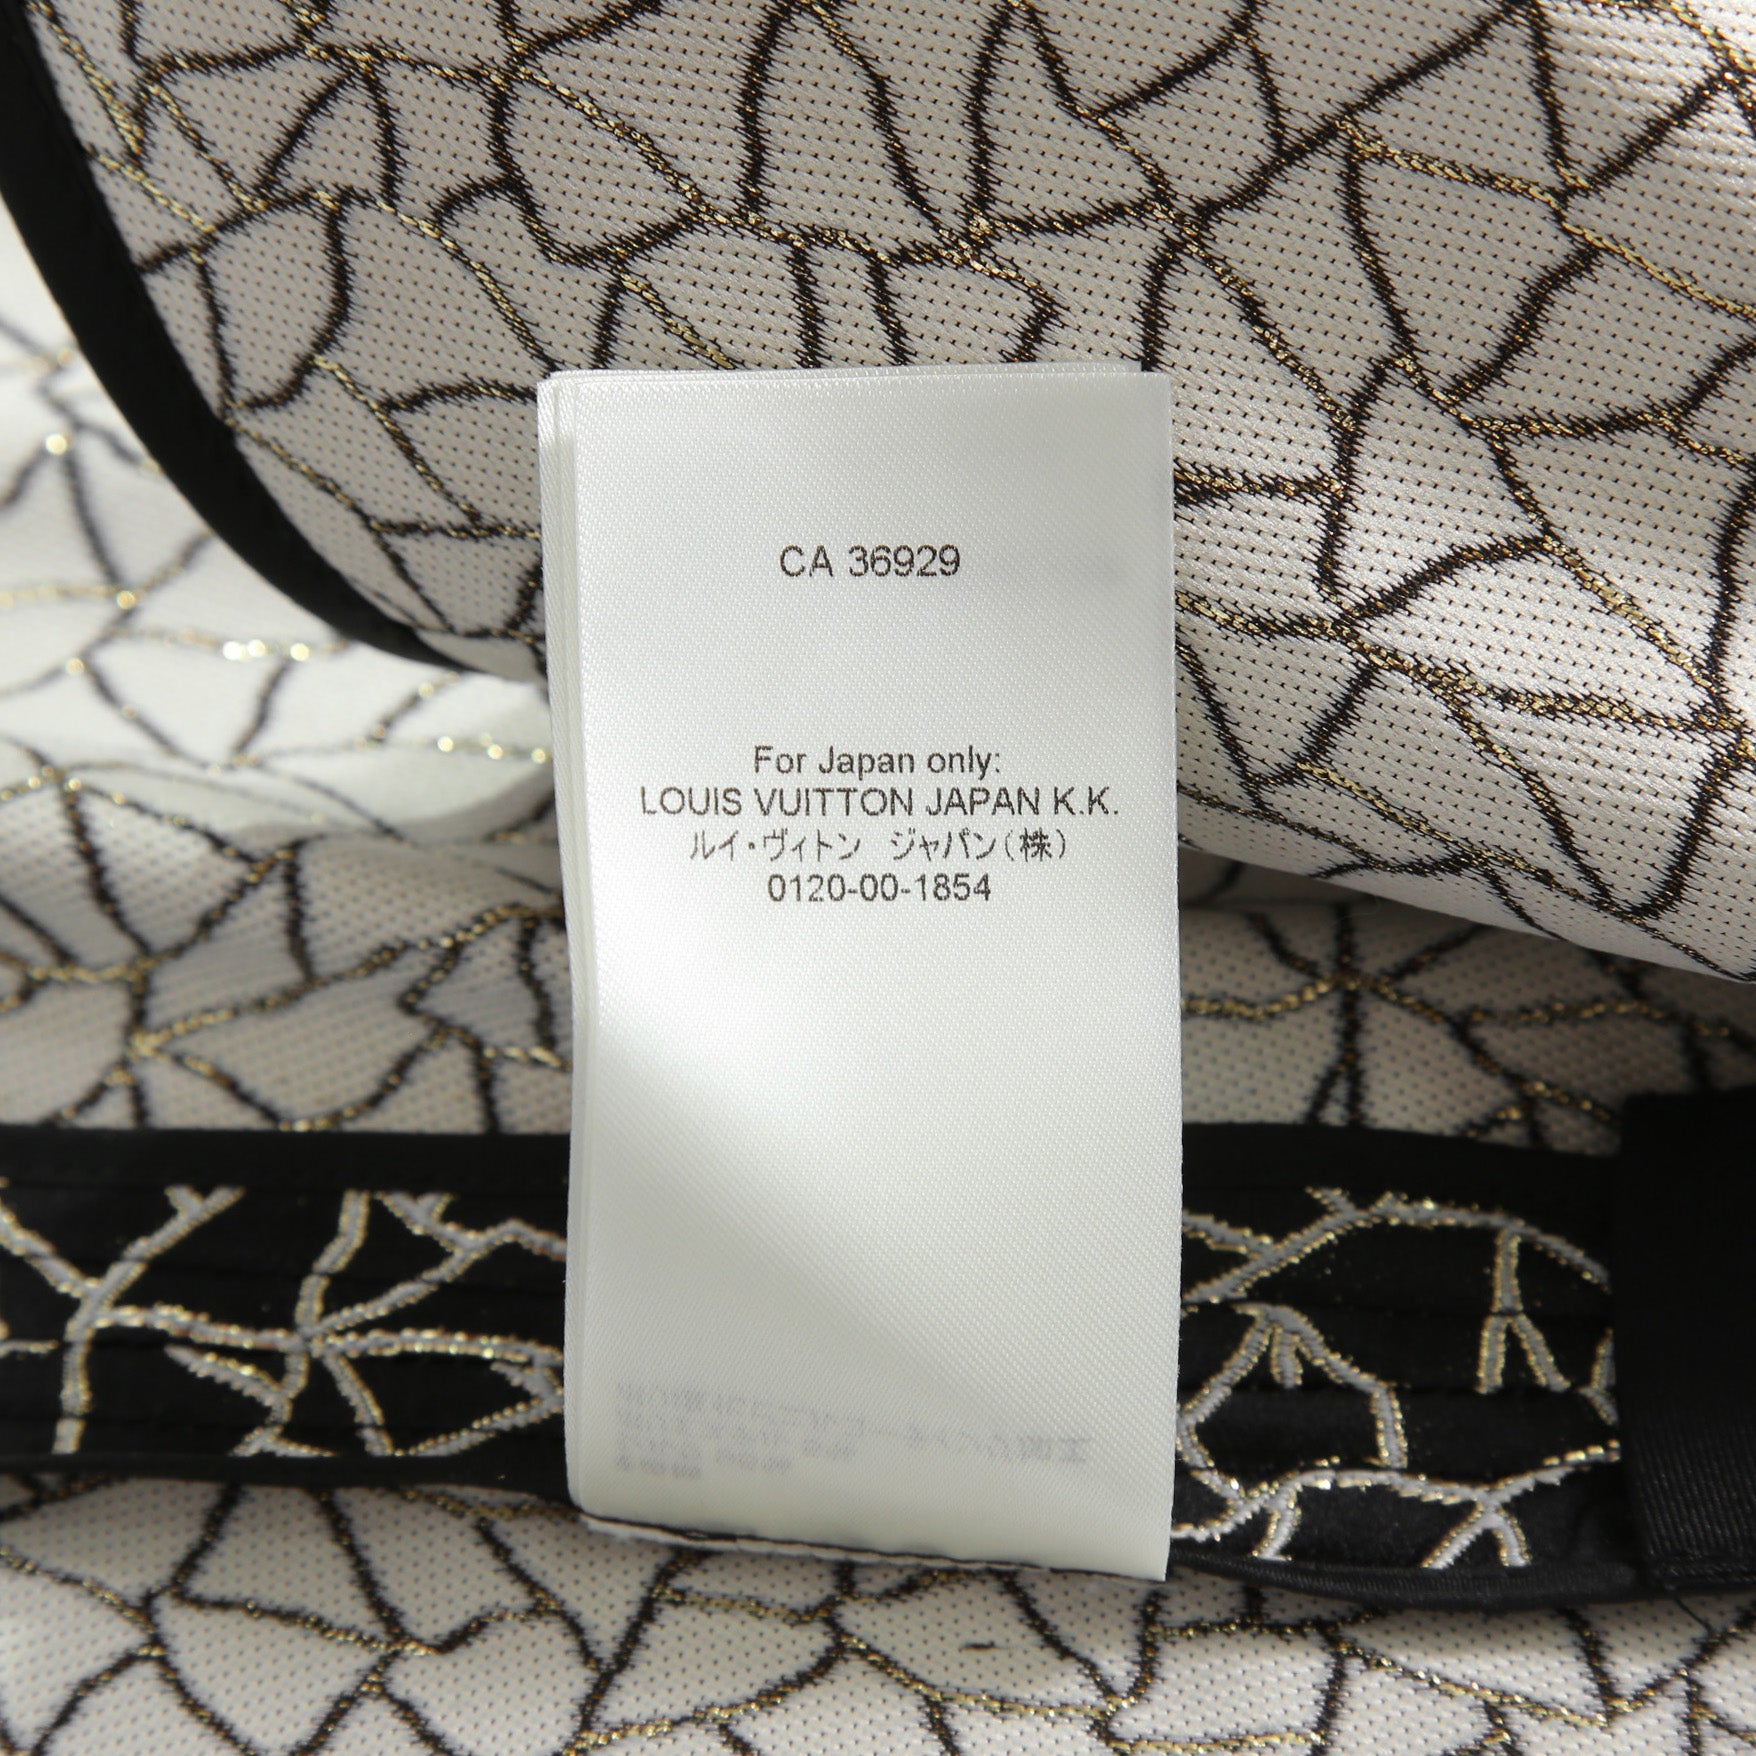 CA 36929
For Japan only:
LOUIS VUITTON JAPAN K.K.
ルイ・ヴィトン ジャパン(株)
0120-00-1854